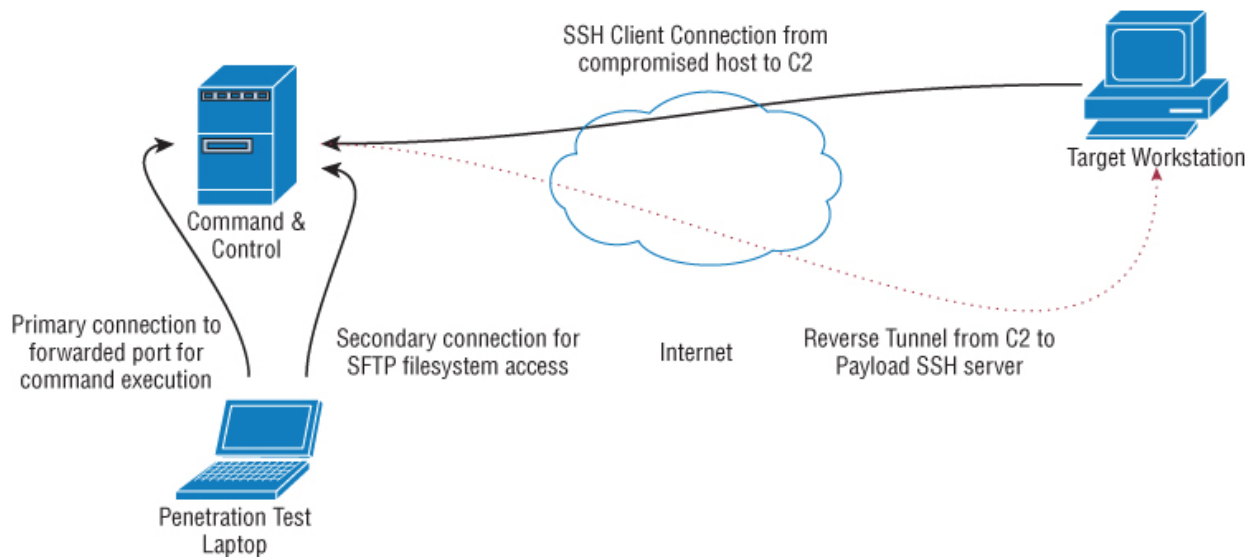 SSH Client Connection from
compromised host to C2
Target Workstation
Command &
Control
Primary connection to
forwarded port for
command execution
Secondary connection for
SFTP filesystem access
Internet
Reverse Tunnel from C2 to
Payload SSH server
Penetration Test
Laptop